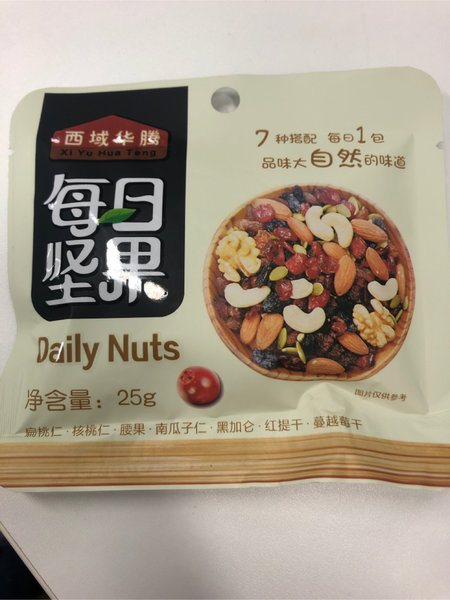 西域华腾
Xi Yu Hua Teng
每日
坚果
7种搭配 每日1包
品味大自然的味道
Daily Nuts
净含量：25g
图片仅供参考
扁桃仁·核桃仁·腰果·南瓜子仁·黑加仑·红提干·蔓越莓干